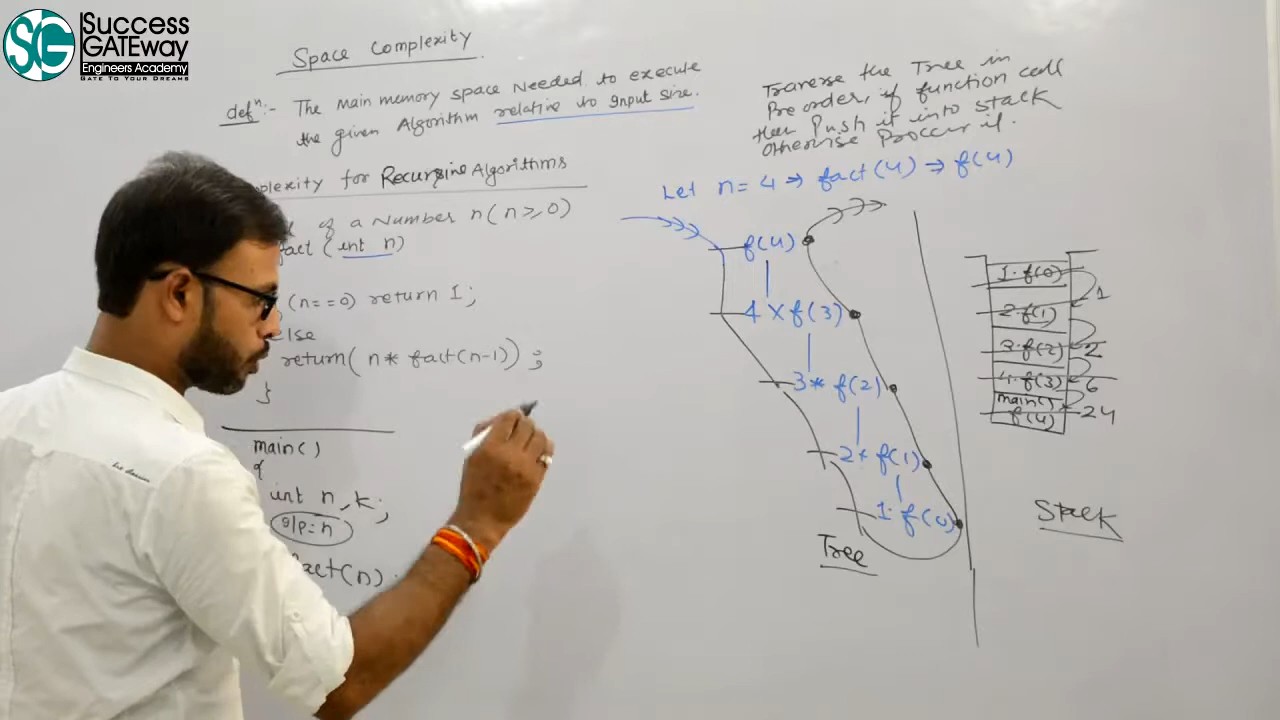 SG
Success
GATEway
Engineers Academy
GATE TO YOUR DREAMS
Space Complexity
defn:- The main memory space Needed to execute
the given Algorithm relative to Input size.
mplexity for Recursive Algorithms
of a Number n(n>,0)
fact (int n)
(n==0) return 1;
else
return( n* fact(n-1));
}
main()
{
int n, k;
I/P=n
fact(n)
Traverse the Tree in
Preorder, if function call
then Push it into Stack
Otherwise Process it.
Let n=4 ⇒ fact(4) ⇒ f(4)
f(4)
4 X f(3)
3* f(2)
2* f(1)
1. f(0)
Tree
1. f(0)
2. f(1)
1
3. f(2)
2
4. f(3)
6
main()
f(4)
24
Stack